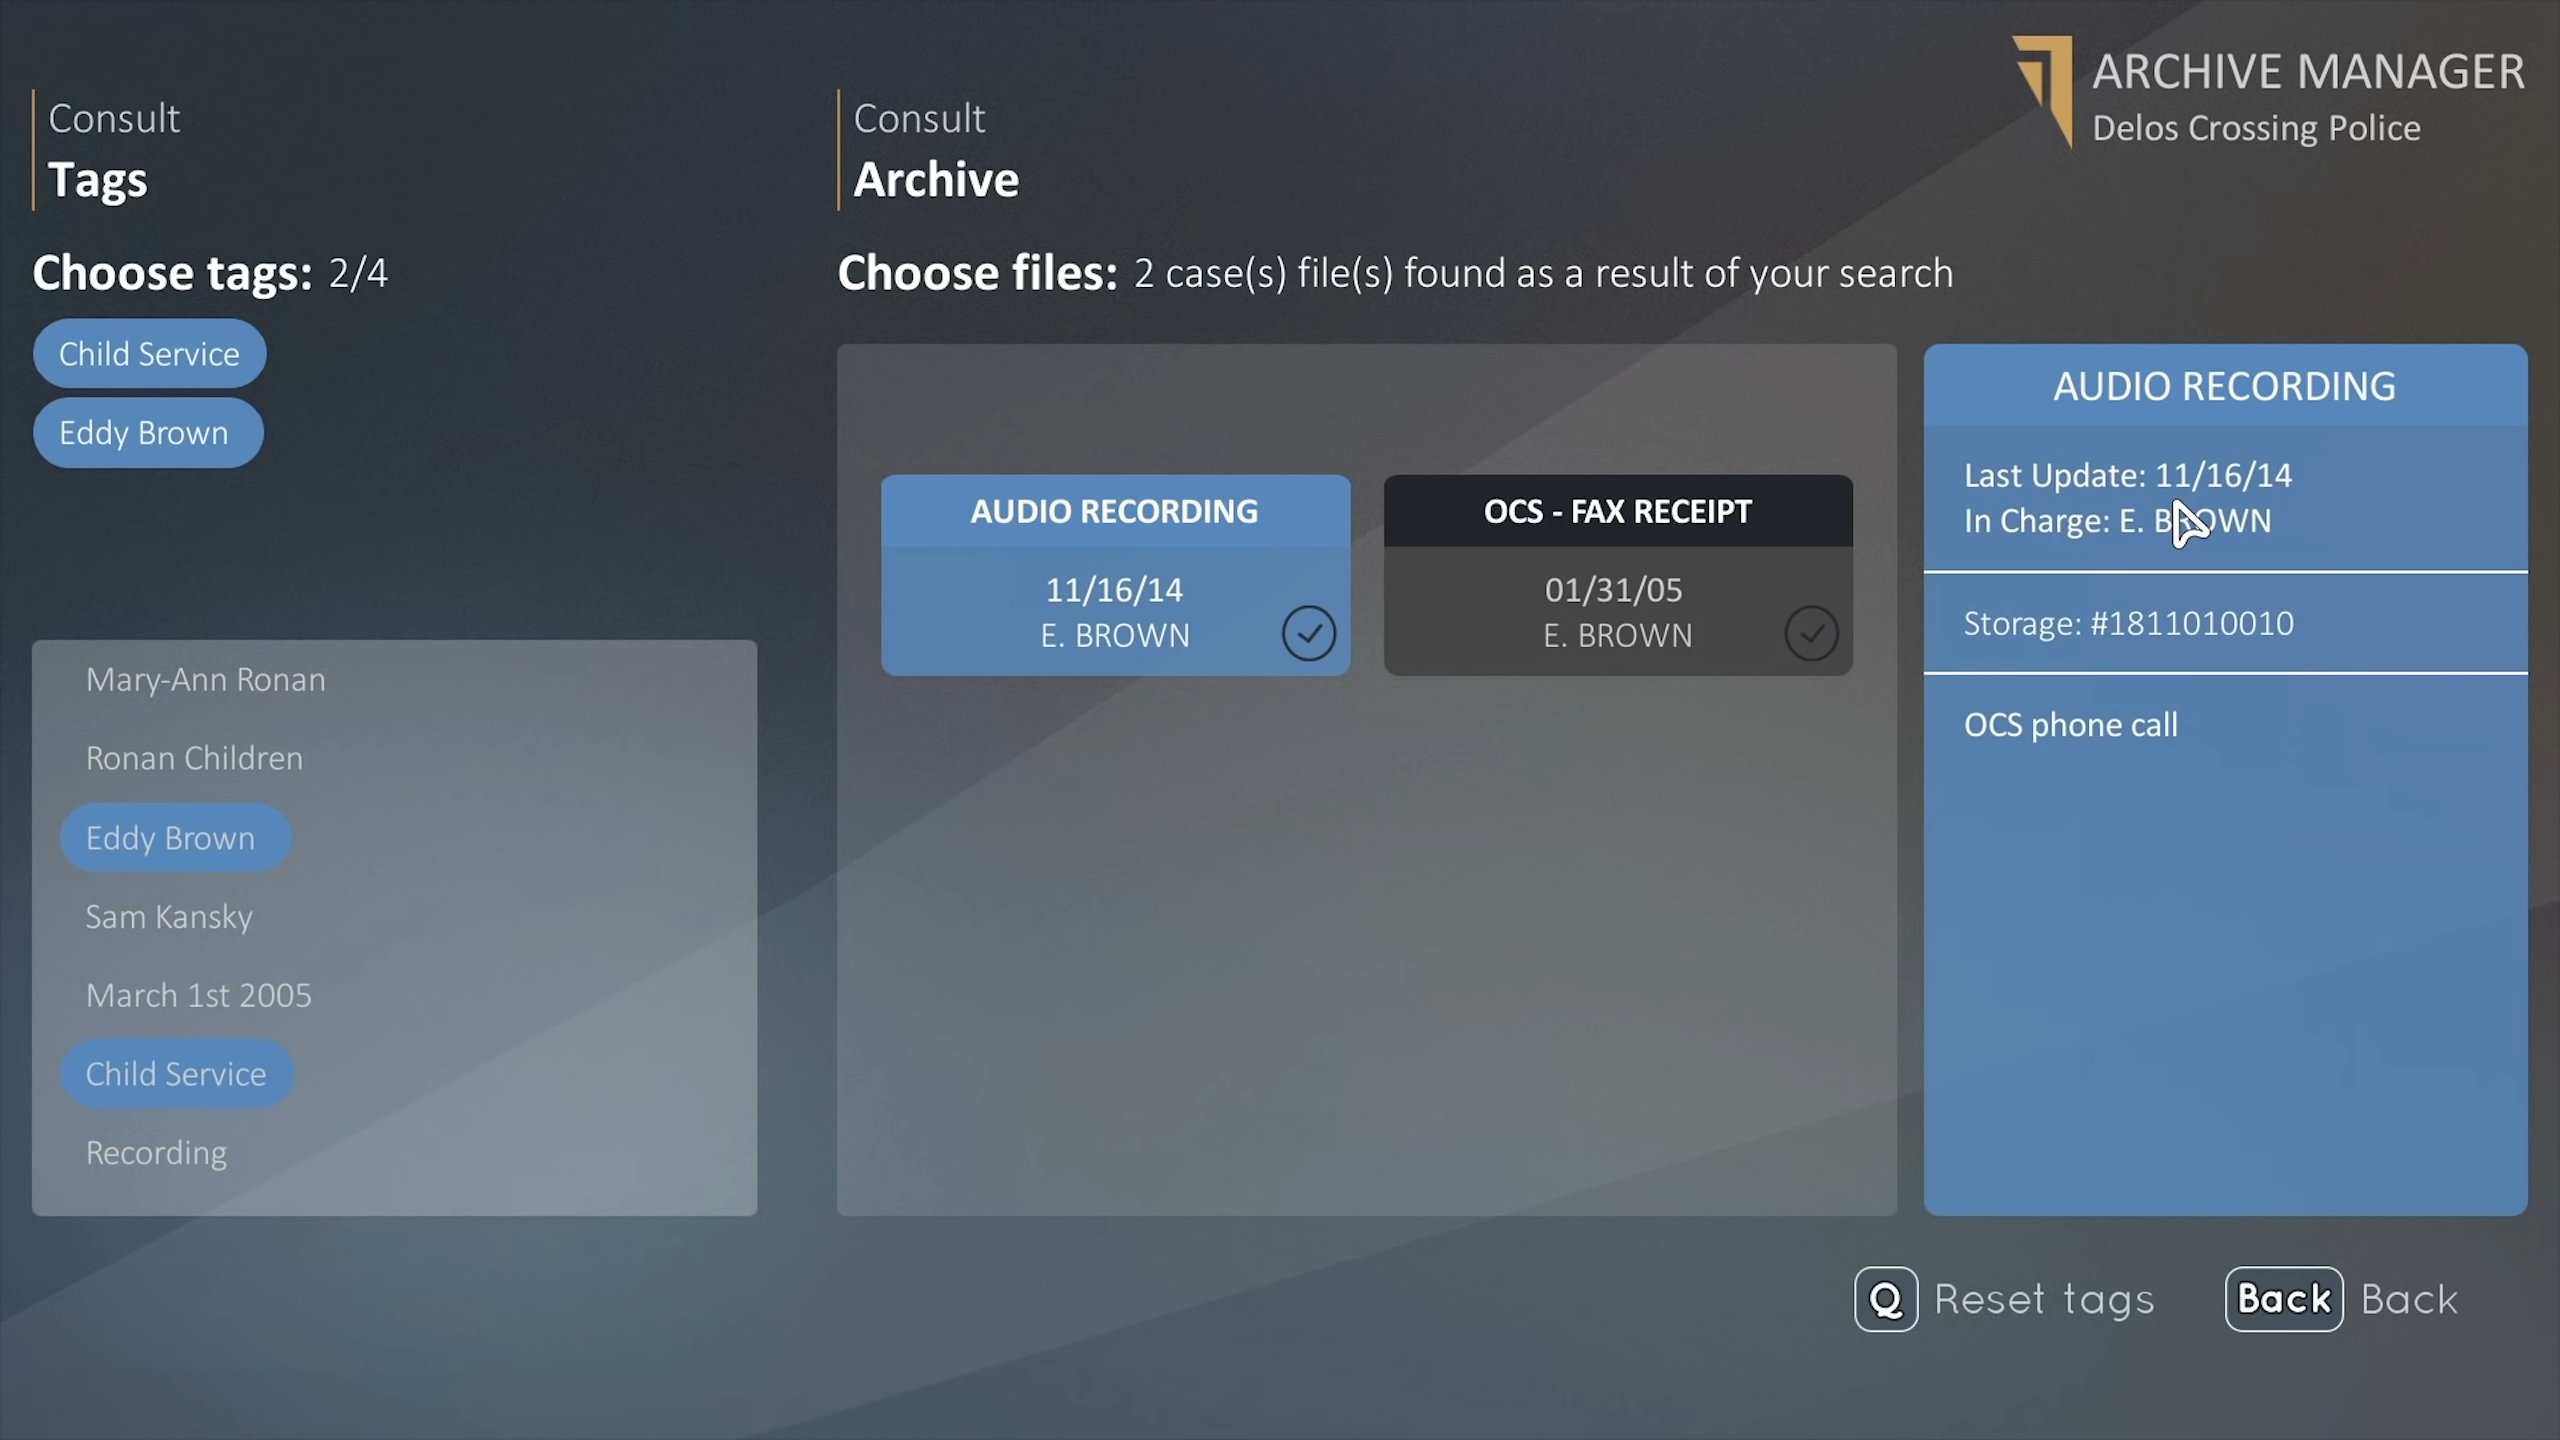 ARCHIVE MANAGER
Delos Crossing Police
Consult
Tags
Choose tags: 2/4
Child Service
Eddy Brown
Mary-Ann Ronan
Ronan Children
Eddy Brown
Sam Kansky
March 1st 2005
Child Service
Recording
Consult
Archive
Choose files: 2 case(s) file(s) found as a result of your search
AUDIO RECORDING
11/16/14
E. BROWN
OCS - FAX RECEIPT
01/31/05
E. BROWN
AUDIO RECORDING
Last Update: 11/16/14
In Charge: E. BROWN
Storage: #1811010010
OCS phone call
Q Reset tags
Back Back